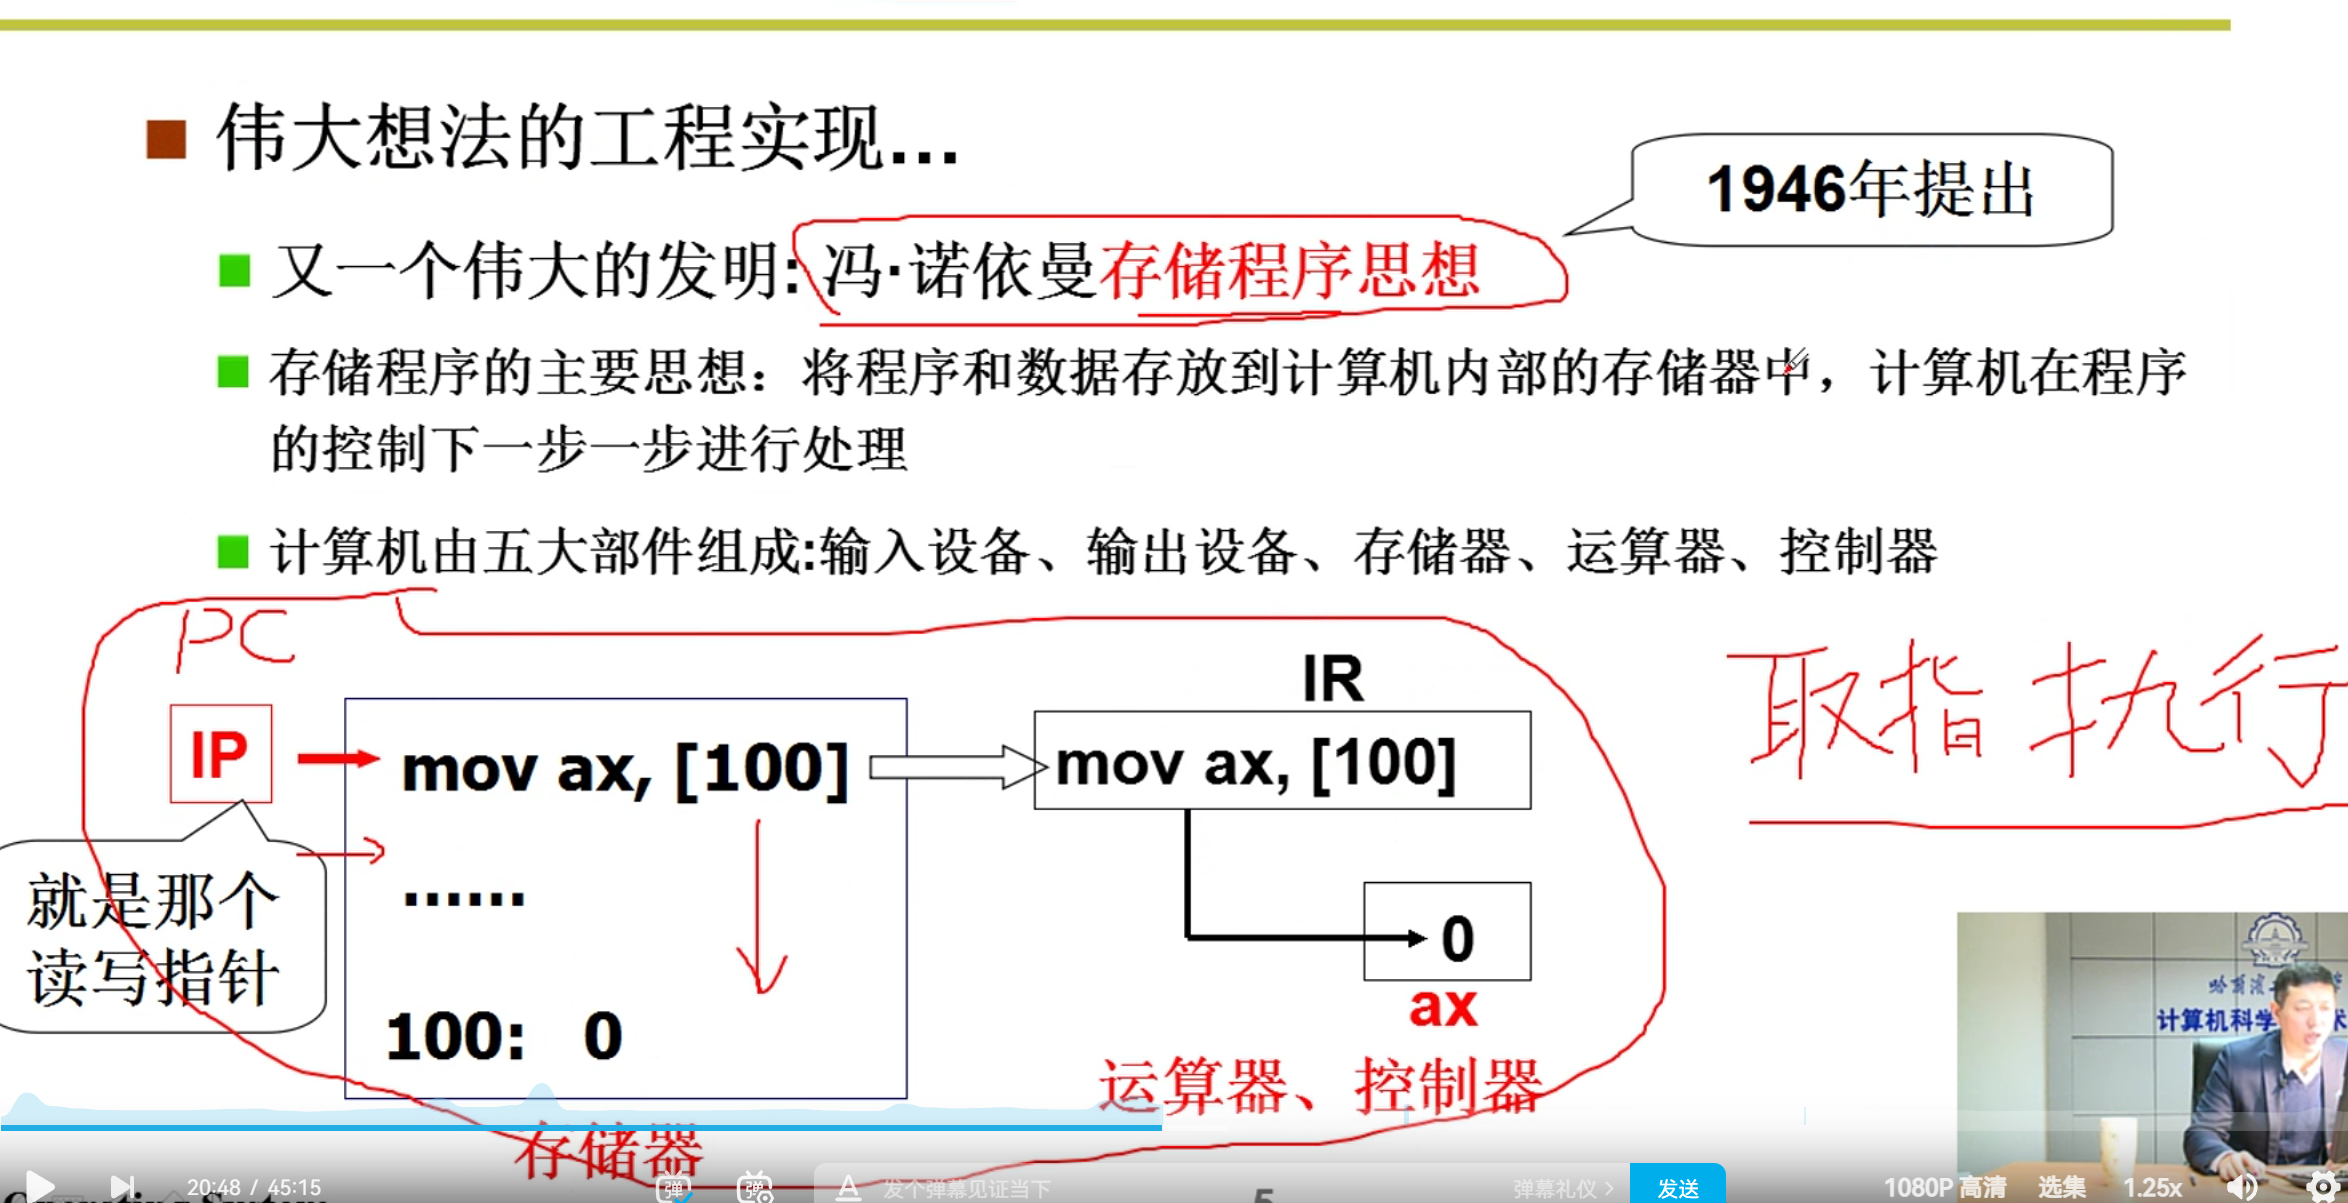 伟大想法的工程实现...
1946年提出
又一个伟大的发明: 冯·诺依曼存储程序思想
存储程序的主要思想：将程序和数据存放到计算机内部的存储器中，计算机在程序
的控制下一步一步进行处理
计算机由五大部件组成:输入设备、输出设备、存储器、运算器、控制器
PC
IR
取指 执行
IP
mov ax, [100]
mov ax, [100]
就是那个
读写指针
......
0
100: 0
ax
运算器、控制器
存储器
计算机科学
20:48 / 45:15
弹
弹
A
发个弹幕见证当下
弹幕礼仪 >
发送
1080P 高清
选集
1.25x
5